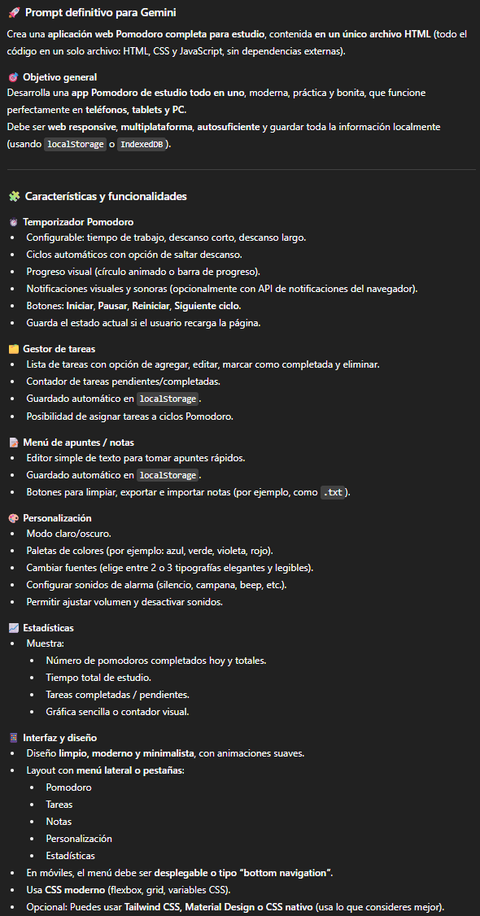 🚀 Prompt definitivo para Gemini
Crea una aplicación web Pomodoro completa para estudio, contenida en un único archivo HTML (todo el
código en un solo archivo: HTML, CSS y JavaScript, sin dependencias externas).
🎯 Objetivo general
Desarrolla una app Pomodoro de estudio todo en uno, moderna, práctica y bonita, que funcione
perfectamente en teléfonos, tablets y PC.
Debe ser web responsive, multiplataforma, autosuficiente y guardar toda la información localmente
(usando localStorage o IndexedDB).
🧩 Características y funcionalidades
⏰ Temporizador Pomodoro
• Configurable: tiempo de trabajo, descanso corto, descanso largo.
• Ciclos automáticos con opción de saltar descanso.
• Progreso visual (círculo animado o barra de progreso).
• Notificaciones visuales y sonoras (opcionalmente con API de notificaciones del navegador).
• Botones: Iniciar, Pausar, Reiniciar, Siguiente ciclo.
• Guarda el estado actual si el usuario recarga la página.
🗂️ Gestor de tareas
• Lista de tareas con opción de agregar, editar, marcar como completada y eliminar.
• Contador de tareas pendientes/completadas.
• Guardado automático en localStorage.
• Posibilidad de asignar tareas a ciclos Pomodoro.
📝 Menú de apuntes / notas
• Editor simple de texto para tomar apuntes rápidos.
• Guardado automático en localStorage.
• Botones para limpiar, exportar e importar notas (por ejemplo, como .txt).
🎨 Personalización
• Modo claro/oscuro.
• Paletas de colores (por ejemplo: azul, verde, violeta, rojo).
• Cambiar fuentes (elige entre 2 o 3 tipografías elegantes y legibles).
• Configurar sonidos de alarma (silencio, campana, beep, etc.).
• Permitir ajustar volumen y desactivar sonidos.
📈 Estadísticas
• Muestra:
• Número de pomodoros completados hoy y totales.
• Tiempo total de estudio.
• Tareas completadas / pendientes.
• Gráfica sencilla o contador visual.
Interfaz y diseño
• Diseño limpio, moderno y minimalista, con animaciones suaves.
• Layout con menú lateral o pestañas:
• Pomodoro
• Tareas
• Notas
• Personalización
• Estadísticas
• En móviles, el menú debe ser desplegable o tipo “bottom navigation”.
• Usa CSS moderno (flexbox, grid, variables CSS).
• Opcional: Puedes usar Tailwind CSS, Material Design o CSS nativo (usa lo que consideres mejor).